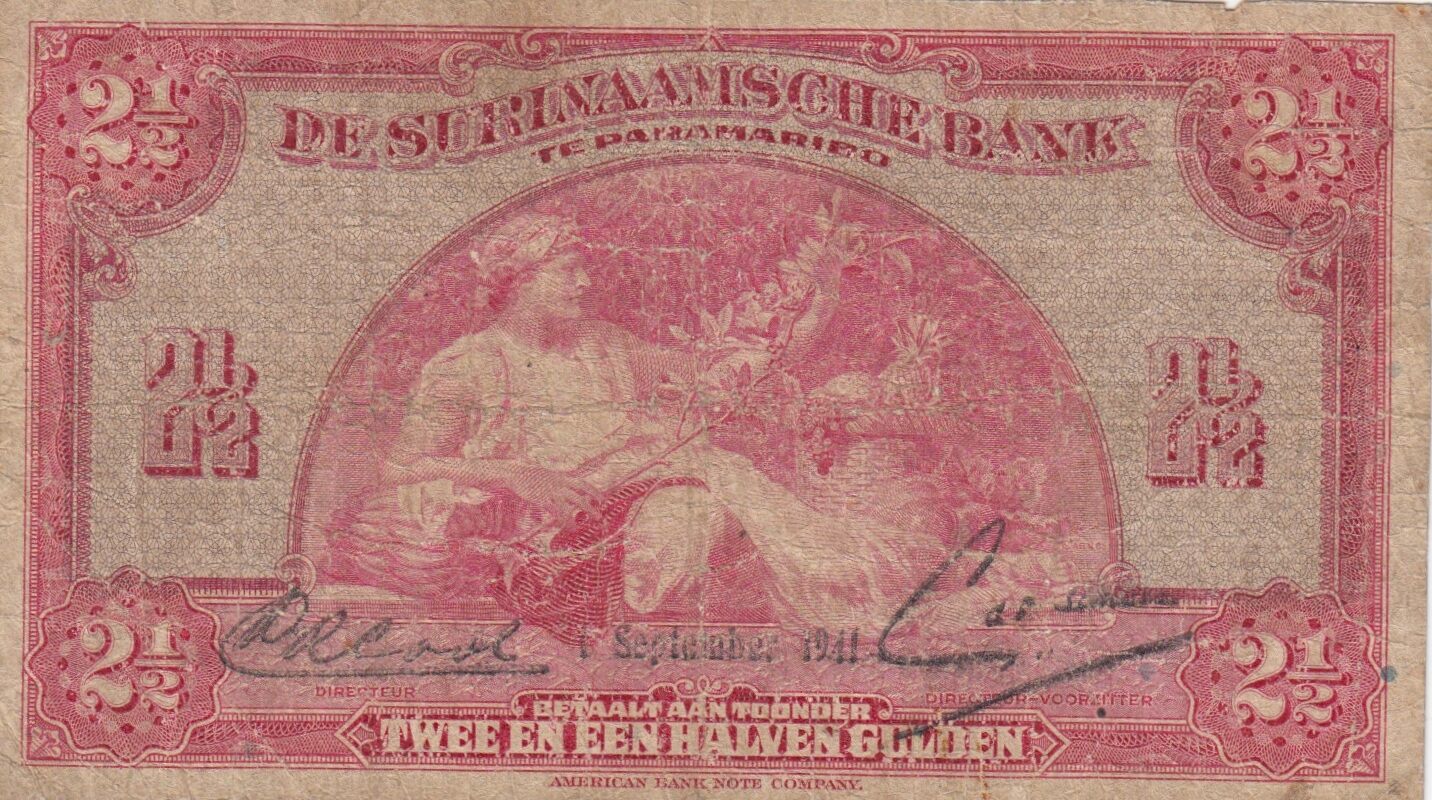 2½ 2½
DE SURINAAMSCHE BANK
TE PARAMARIBO
2½ 2½
1 September 1941
DIRECTEUR DIRECTEUR-VOORZITTER
2½ 2½
BETAALT AAN TOONDER
TWEE EN EEN HALVEN GULDEN
AMERICAN BANK NOTE COMPANY.